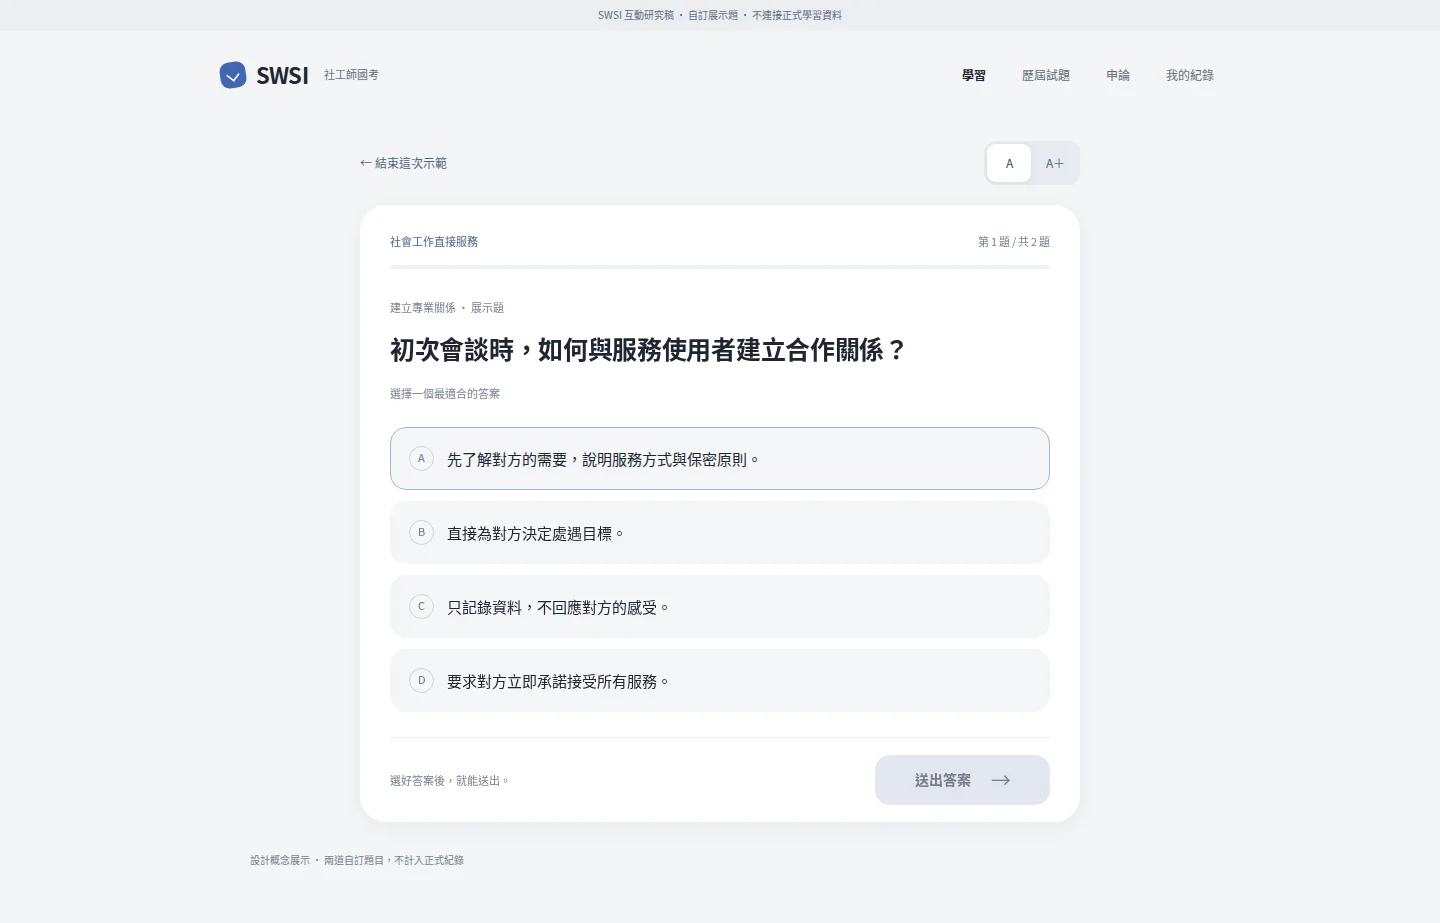 SWSI 互動研究稿・自訂展示題・不連接正式學習資料
SWSI 社工師國考
學習 歷屆試題 申論 我的紀錄
← 結束這次示範
A A＋
社會工作直接服務
第 1 題 / 共 2 題
建立專業關係・展示題
初次會談時，如何與服務使用者建立合作關係？
選擇一個最適合的答案
A 先了解對方的需要，說明服務方式與保密原則。
B 直接為對方決定處遇目標。
C 只記錄資料，不回應對方的感受。
D 要求對方立即承諾接受所有服務。
選好答案後，就能送出。
送出答案 →
設計概念展示・兩道自訂題目，不計入正式紀錄